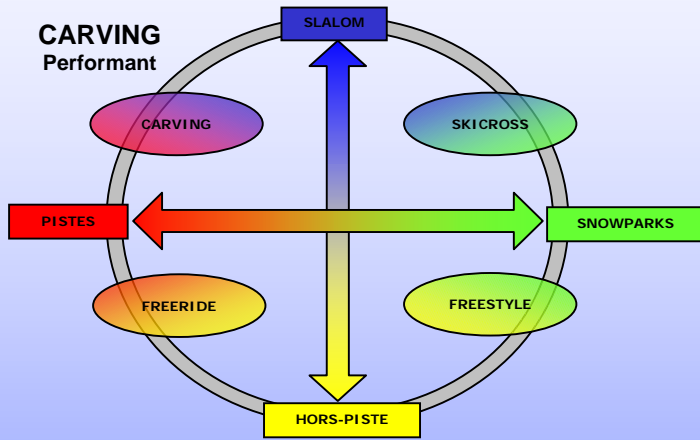 SLALOM
CARVING
Performant
CARVING
SKICROSS
PISTES
SNOWPARKS
FREERIDE
FREESTYLE
HORS-PISTE